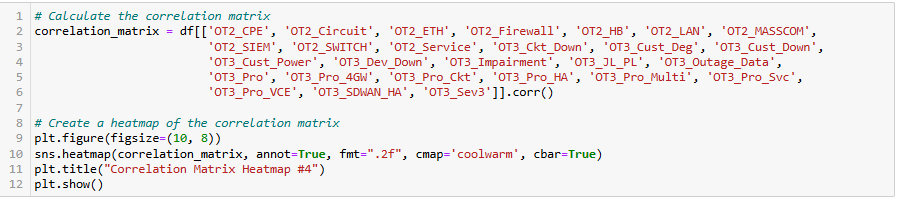 1 # Calculate the correlation matrix
2 correlation_matrix = df[['OT2_CPE', 'OT2_Circuit', 'OT2_ETH', 'OT2_Firewall', 'OT2_HB', 'OT2_LAN', 'OT2_MASSCOM',
3 'OT2_SIEM', 'OT2_SWITCH', 'OT2_Service', 'OT3_Ckt_Down', 'OT3_Cust_Deg', 'OT3_Cust_Down',
4 'OT3_Cust_Power', 'OT3_Dev_Down', 'OT3_Impairment', 'OT3_JL_PL', 'OT3_Outage_Data',
5 'OT3_Pro', 'OT3_Pro_4GW', 'OT3_Pro_Ckt', 'OT3_Pro_HA', 'OT3_Pro_Multi', 'OT3_Pro_Svc',
6 'OT3_Pro_VCE', 'OT3_SDWAN_HA', 'OT3_Sev3']].corr()
7
8 # Create a heatmap of the correlation matrix
9 plt.figure(figsize=(10, 8))
10 sns.heatmap(correlation_matrix, annot=True, fmt=".2f", cmap='coolwarm', cbar=True)
11 plt.title("Correlation Matrix Heatmap #4")
12 plt.show()